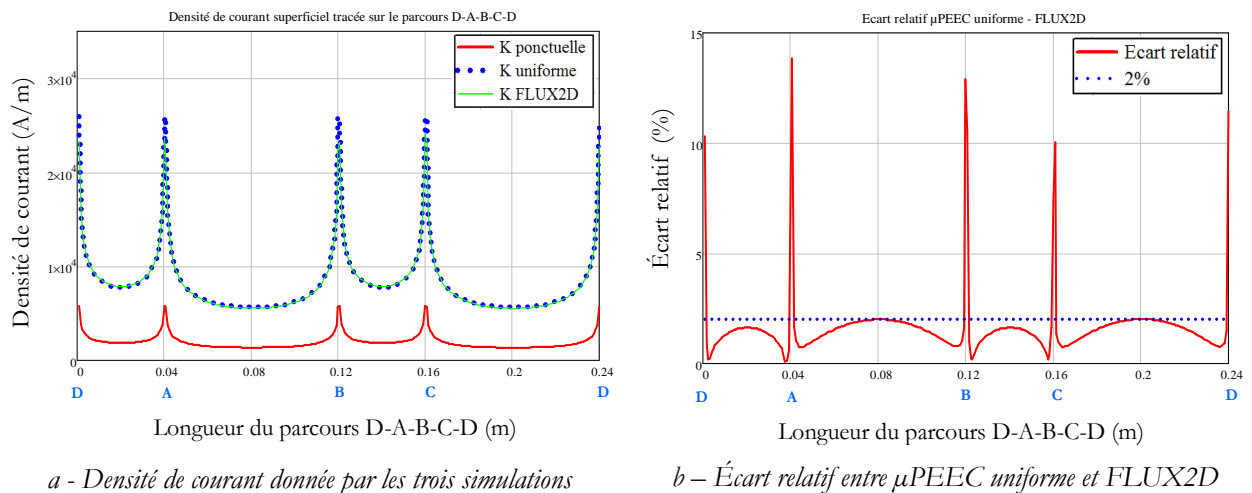 Densité de courant superficiel tracée sur le parcours D-A-B-C-D
Densité de courant (A/m)
3×10⁴
2×10⁴
1×10⁴
0
K ponctuelle
K uniforme
K FLUX2D
0 0.04 0.08 0.12 0.16 0.2 0.24
D A B C D
Longueur du parcours D-A-B-C-D (m)
a - Densité de courant donnée par les trois simulations
Ecart relatif µPEEC uniforme - FLUX2D
Écart relatif (%)
15
10
5
0
Ecart relatif
2%
0 0.04 0.08 0.12 0.16 0.2 0.24
D A B C D
Longueur du parcours D-A-B-C-D (m)
b – Écart relatif entre µPEEC uniforme et FLUX2D